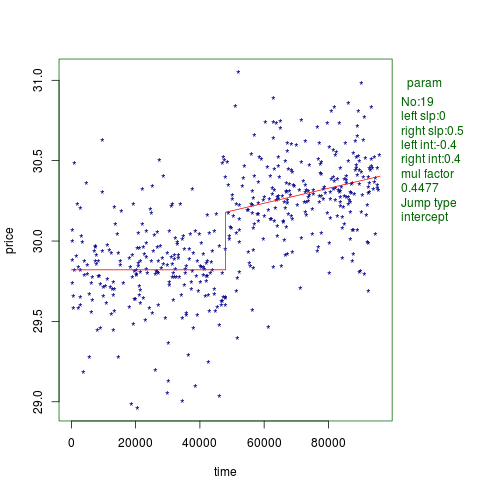 31.0
30.5
30.0
29.5
29.0
price
0
20000
40000
60000
80000
time
param
No:19
left slp:0
right slp:0.5
left int:-0.4
right int:0.4
mul factor
0.4477
Jump type
intercept